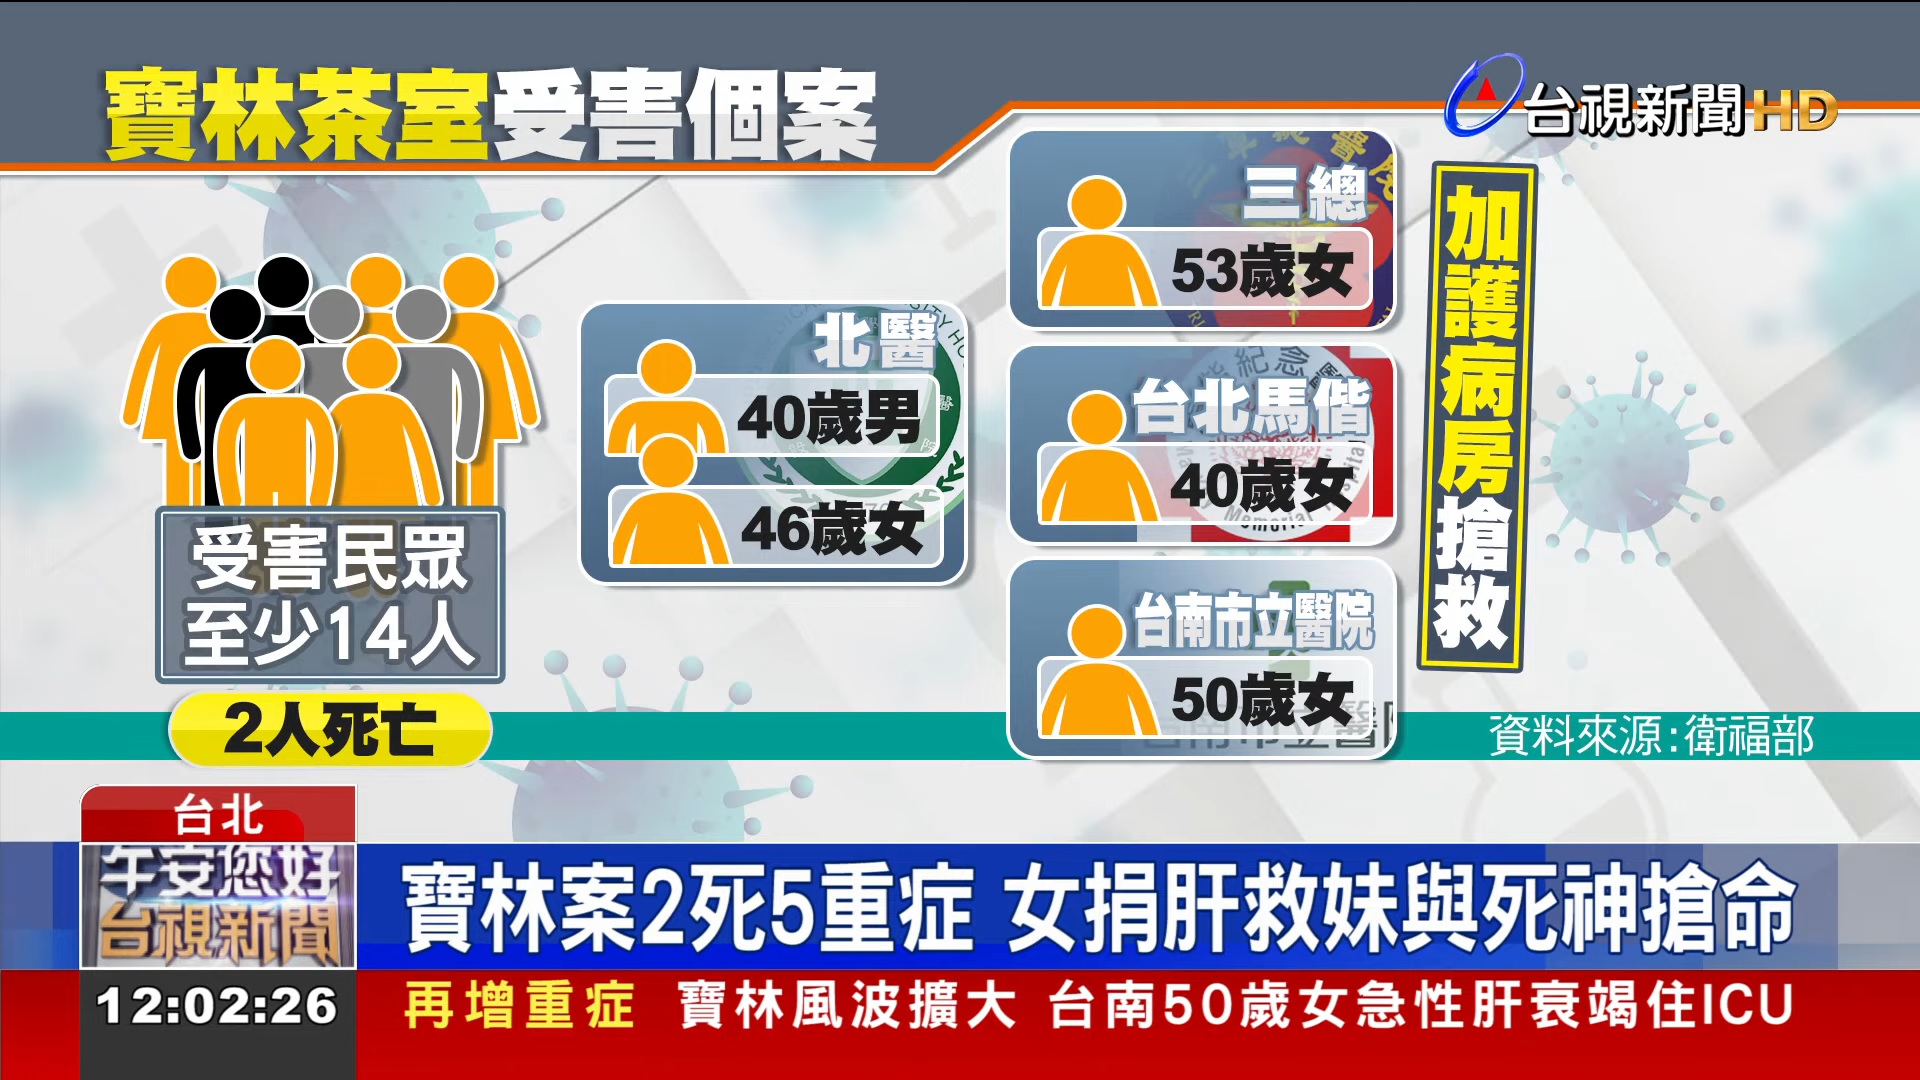 寶林茶室受害個案
台視新聞HD
受害民眾
至少14人
2人死亡
北醫
40歲男
46歲女
三總
53歲女
台北馬偕
40歲女
台南市立醫院
50歲女
加護病房搶救
資料來源:衛福部
台北
午安您好
台視新聞
12:02:26
寶林案2死5重症 女捐肝救妹與死神搶命
再增重症 寶林風波擴大 台南50歲女急性肝衰竭住ICU